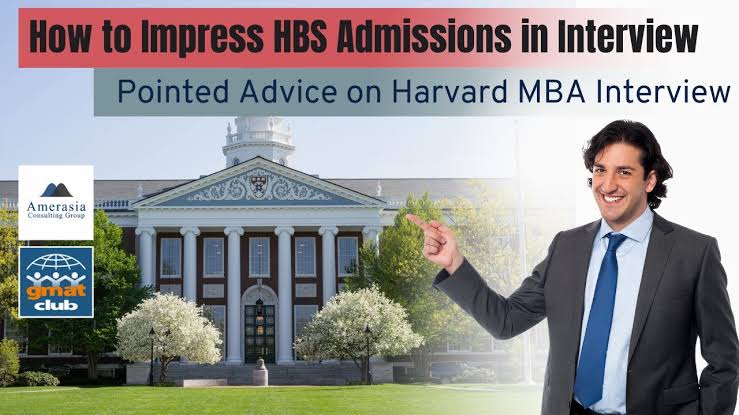 How to Impress HBS Admissions in Interview
Pointed Advice on Harvard MBA Interview
Amerasia
Consulting Group
gmat
club